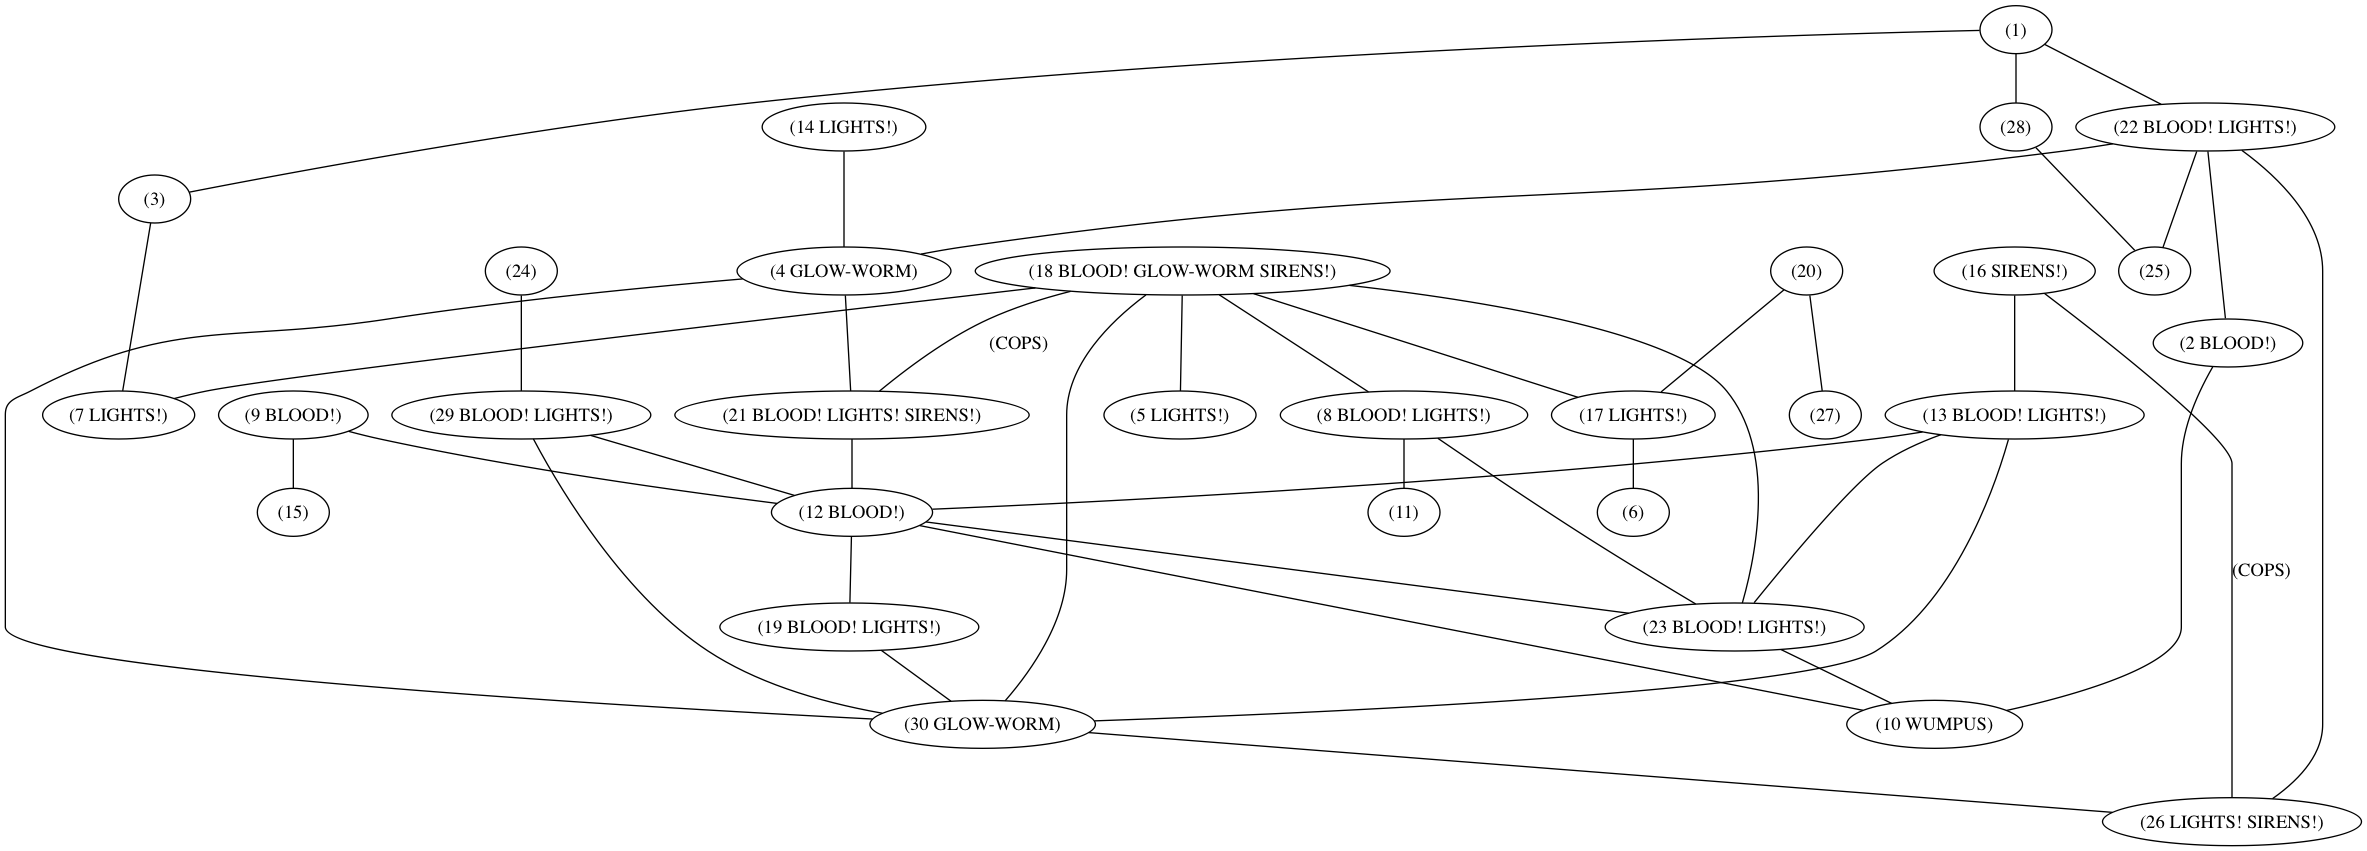 (1)
(14 LIGHTS!)
(28)
(22 BLOOD! LIGHTS!)
(3)
(24)
(4 GLOW-WORM)
(18 BLOOD! GLOW-WORM SIRENS!)
(20)
(16 SIRENS!)
(25)
(COPS)
(2 BLOOD!)
(7 LIGHTS!)
(9 BLOOD!)
(29 BLOOD! LIGHTS!)
(21 BLOOD! LIGHTS! SIRENS!)
(5 LIGHTS!)
(8 BLOOD! LIGHTS!)
(17 LIGHTS!)
(27)
(13 BLOOD! LIGHTS!)
(15)
(12 BLOOD!)
(11)
(6)
(COPS)
(19 BLOOD! LIGHTS!)
(23 BLOOD! LIGHTS!)
(30 GLOW-WORM)
(10 WUMPUS)
(26 LIGHTS! SIRENS!)